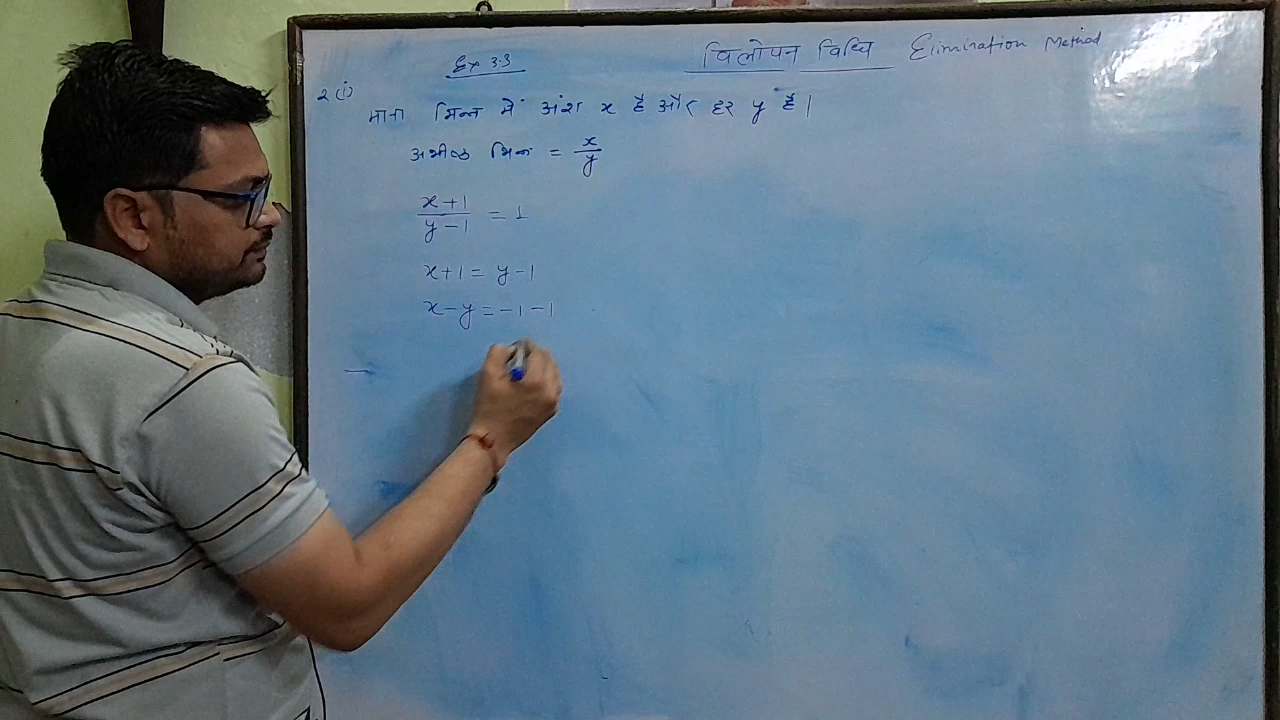 Ex 3.3
विलोपन विधि Elimination Method
2 (i)
माना भिन्न में अंश x है और हर y है।
अभीष्ट भिन्न = x/y
x+1/y-1 = 1
x+1 = y-1
x-y = -1-1